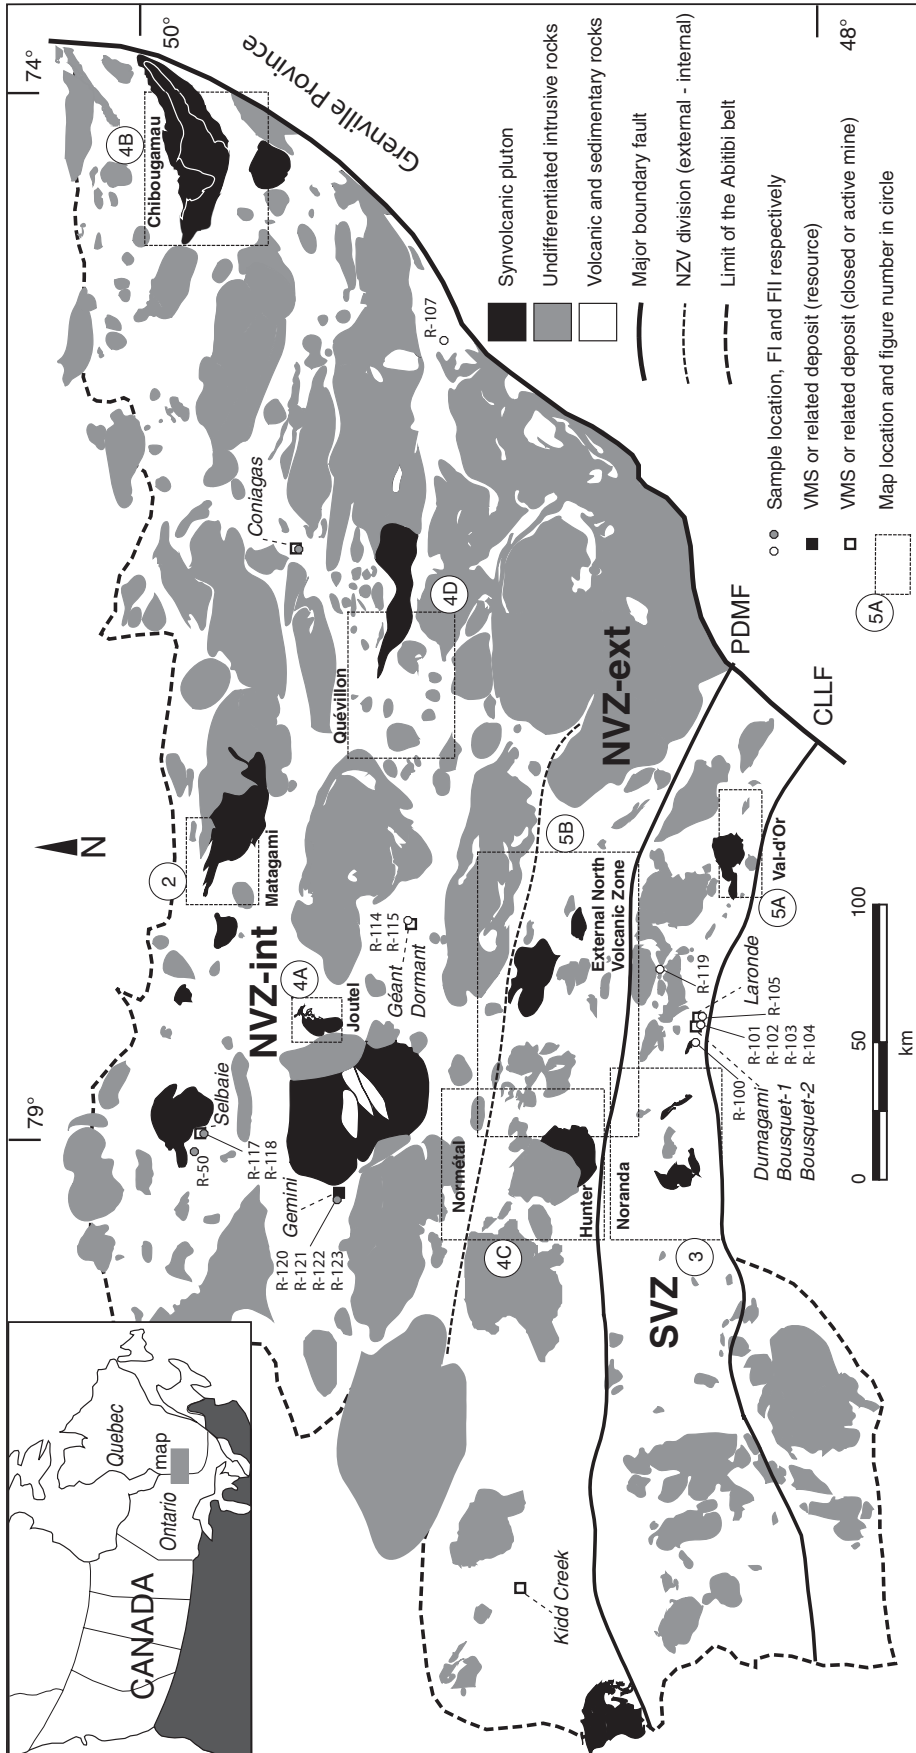 CANADA
Quebec
Ontario
map
79°
74°
50°
48°
N
Grenville Province
NVZ-int
NVZ-ext
SVZ
PDMF
CLLF
4B
Chibougamau
2
Matagami
4A
Joutel
Quévillon
4D
Coniagas
R-107
Selbaie
R-50
R-117
R-118
Gemini
R-120
R-121
R-122
R-123
R-114
R-115
Géant
Dormant
Normétal
4C
Hunter
5B
External North
Volcanic Zone
Noranda
3
Kidd Creek
R-100
R-101
R-102
R-103
R-104
R-105
Laronde
R-119
Dumagami
Bousquet-1
Bousquet-2
Val-d'Or
5A
0
50
100
km
Synvolcanic pluton
Undifferentiated intrusive rocks
Volcanic and sedimentary rocks
Major boundary fault
NZV division (external - internal)
Limit of the Abitibi belt
Sample location, FI and FII respectively
VMS or related deposit (resource)
VMS or related deposit (closed or active mine)
5A
Map location and figure number in circle